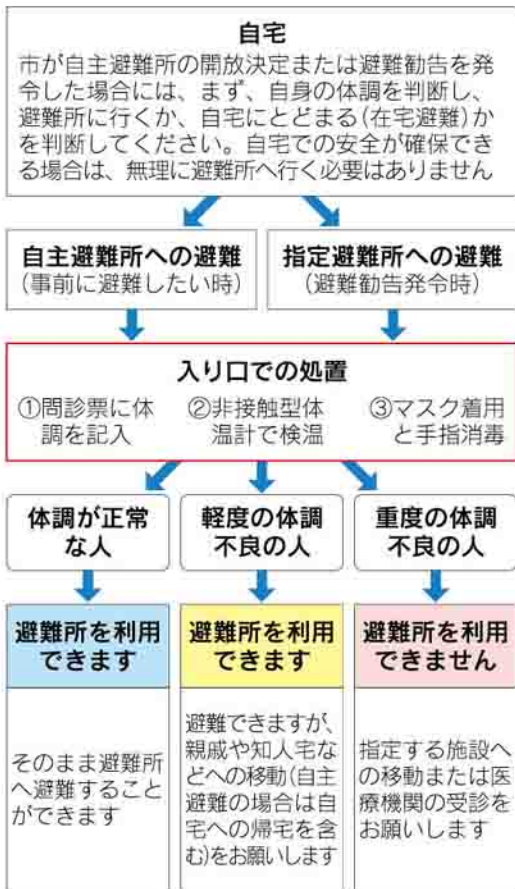 自宅
市が自主避難所の開放決定または避難勧告を発
令した場合には、まず、自身の体調を判断し、
避難所に行くか、自宅にとどまる(在宅避難)か
を判断してください。自宅での安全が確保でき
る場合は、無理に避難所へ行く必要はありません
自主避難所への避難
(事前に避難したい時)
指定避難所への避難
(避難勧告発令時)
入り口での処置
①問診票に体
調を記入
②非接触型体
温計で検温
③マスク着用
と手指消毒
体調が正常
な人
軽度の体調
不良の人
重度の体調
不良の人
避難所を利用
できます
避難所を利用
できます
避難所を利用
できません
そのまま避難所
へ避難すること
ができます
避難できますが、
親戚や知人宅な
どへの移動(自主
避難の場合は自
宅への帰宅を含
む)をお願いします
指定する施設へ
の移動または医
療機関の受診を
お願いします